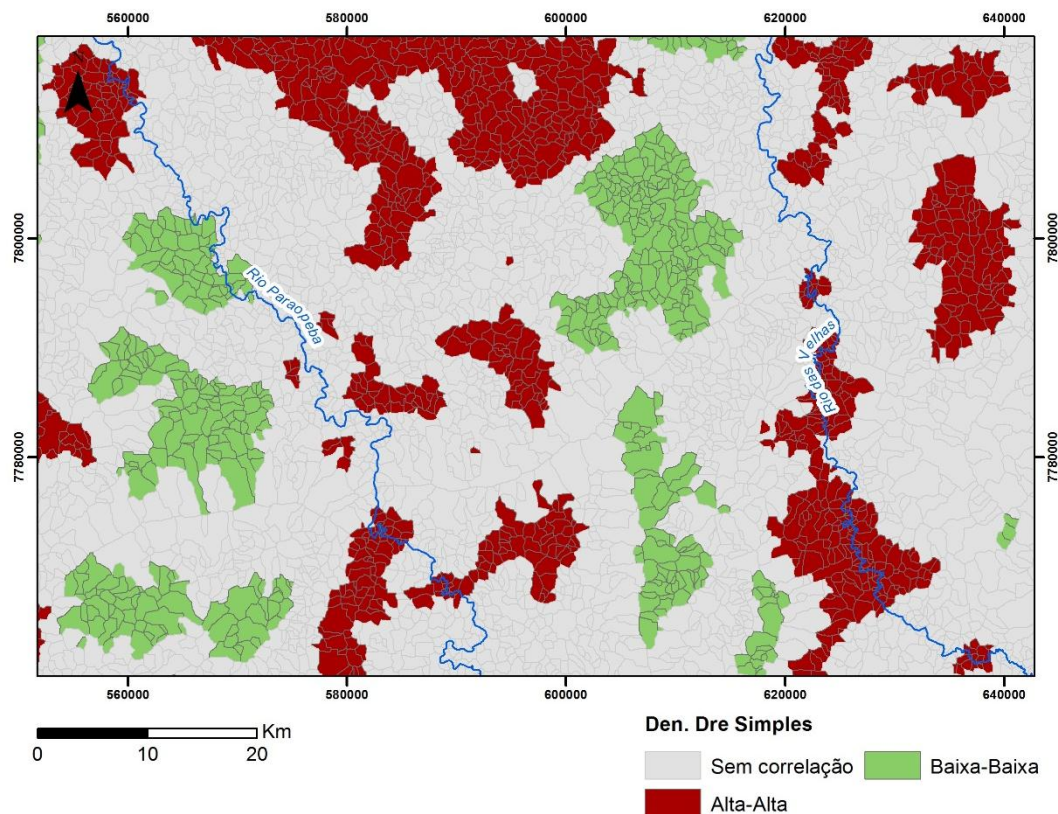 560000 580000 600000 620000 640000
7800000 7800000
Rio Paraopeba
Rio das Velhas
7780000 7780000
560000 580000 600000 620000 640000
Km
0 10 20
Den. Dre Simples
Sem correlação Baixa-Baixa
Alta-Alta